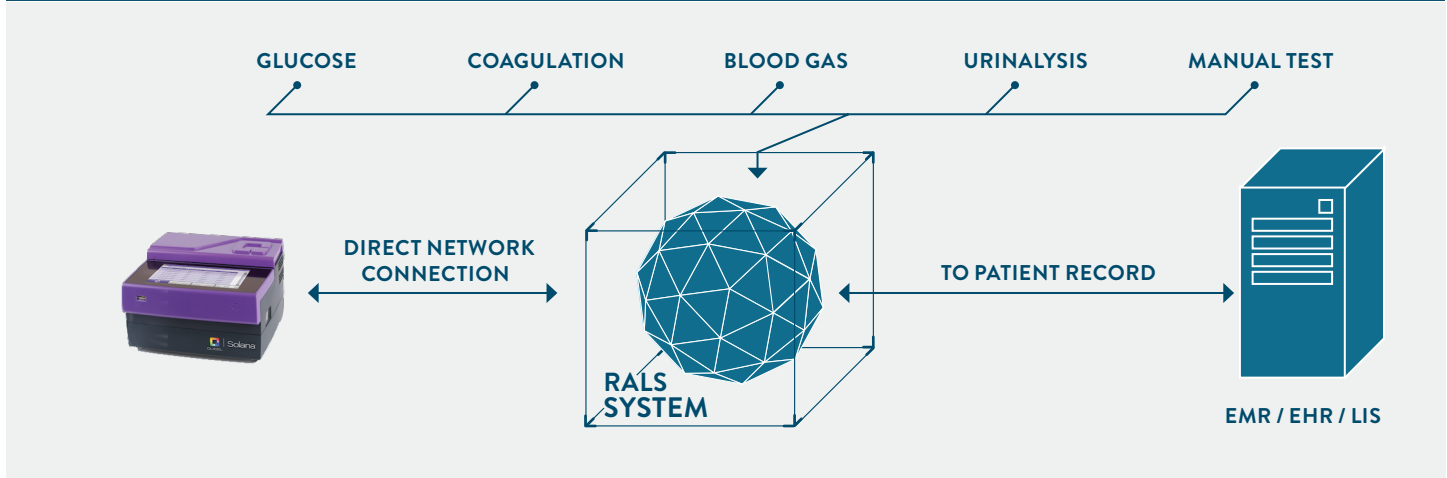 GLUCOSE
COAGULATION
BLOOD GAS
URINALYSIS
MANUAL TEST
DIRECT NETWORK
CONNECTION
TO PATIENT RECORD
Solana
RALS
SYSTEM
EMR / EHR / LIS